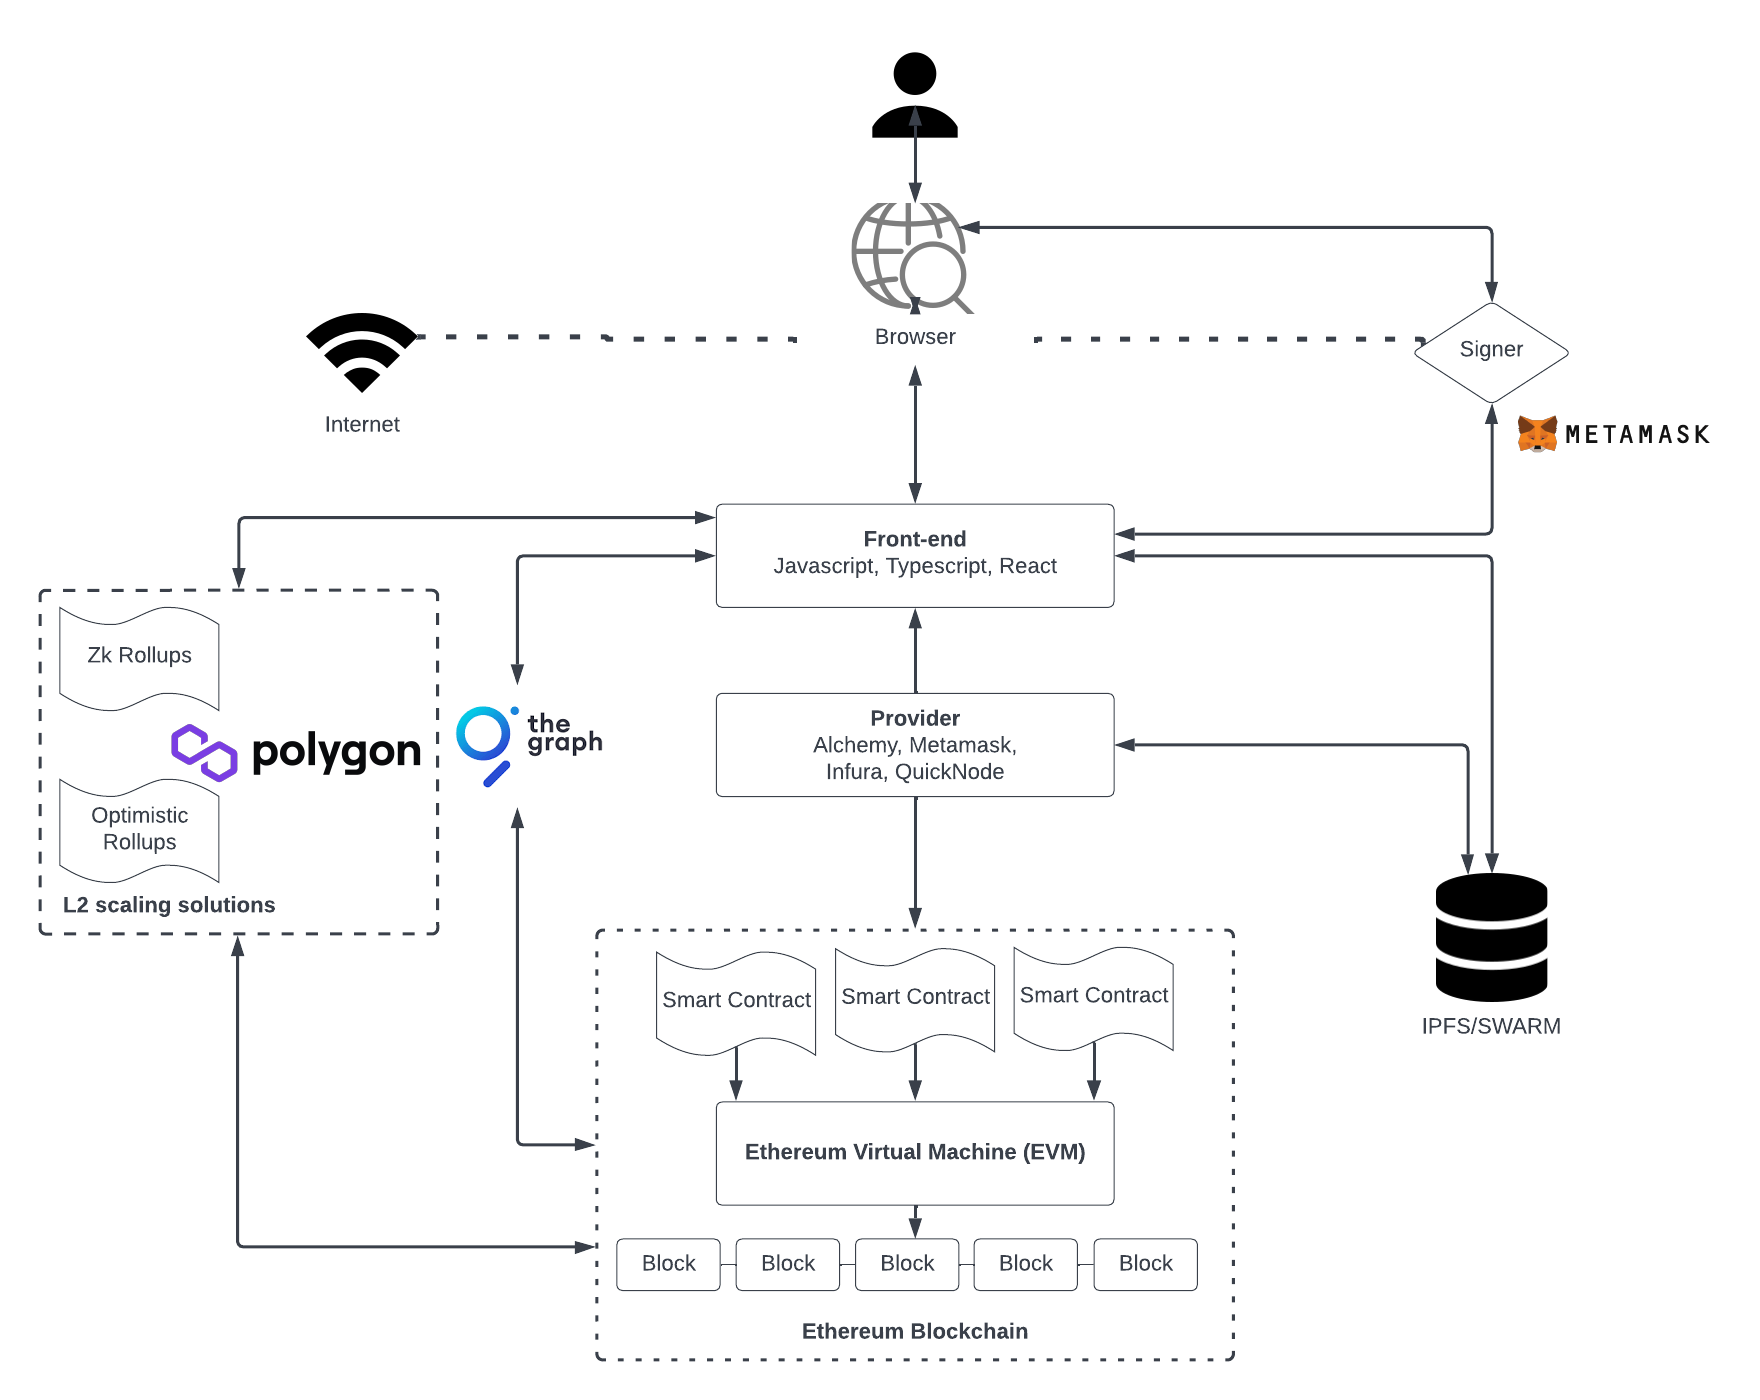 Browser
Signer
Internet
METAMASK
Front-end
Javascript, Typescript, React
Zk Rollups
polygon
the
graph
Provider
Alchemy, Metamask,
Infura, QuickNode
Optimistic
Rollups
L2 scaling solutions
Smart Contract
Smart Contract
Smart Contract
IPFS/SWARM
Ethereum Virtual Machine (EVM)
Block
Block
Block
Block
Block
Ethereum Blockchain